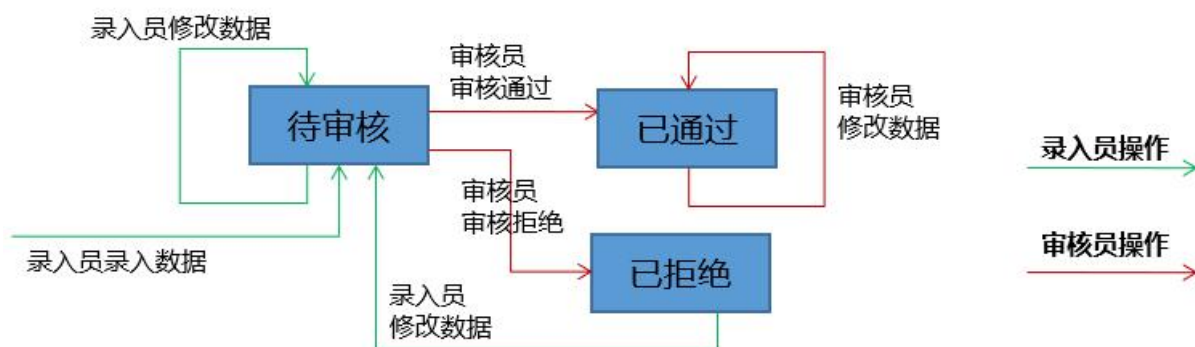 录入员修改数据
审核员
审核通过
待审核
已通过
审核员
修改数据
录入员操作
审核员
审核拒绝
录入员录入数据
已拒绝
审核员操作
录入员
修改数据